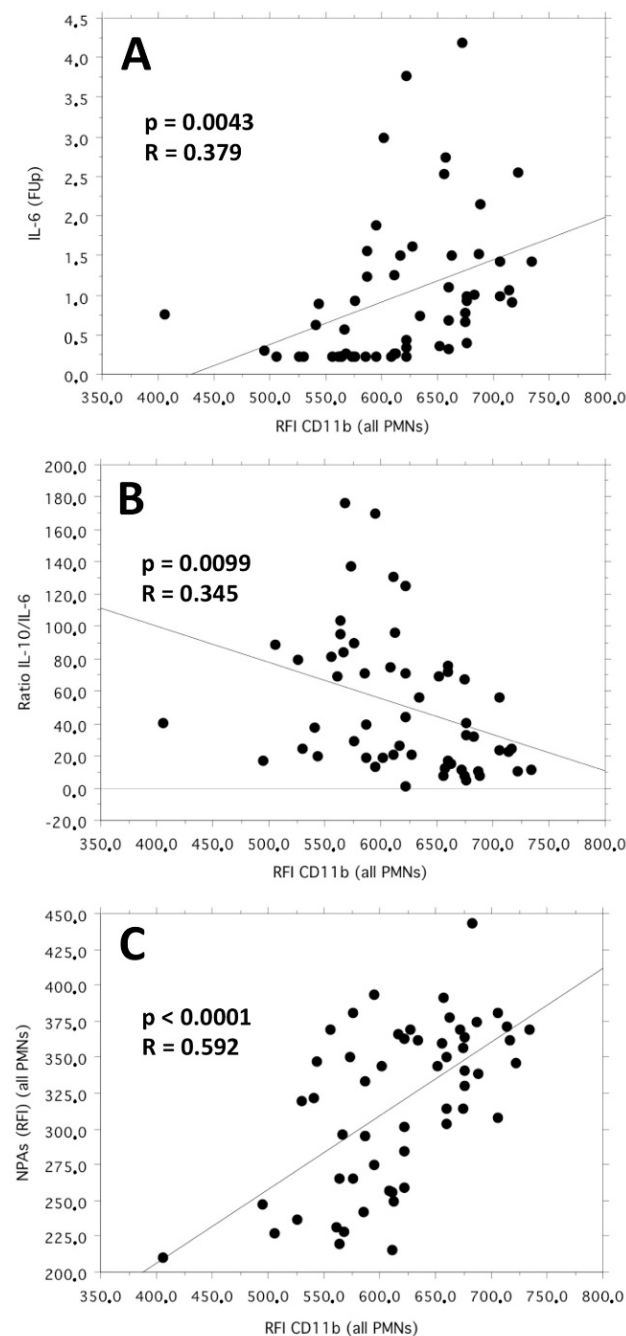 A
p = 0.0043
R = 0.379
IL-6 (FUp)
4.5
4.0
3.5
3.0
2.5
2.0
1.5
1.0
0.5
0.0
350.0 400.0 450.0 500.0 550.0 600.0 650.0 700.0 750.0 800.0
RFI CD11b (all PMNs)
B
p = 0.0099
R = 0.345
Ratio IL-10/IL-6
200.0
180.0
160.0
140.0
120.0
100.0
80.0
60.0
40.0
20.0
0.0
-20.0
350.0 400.0 450.0 500.0 550.0 600.0 650.0 700.0 750.0 800.0
RFI CD11b (all PMNs)
C
p < 0.0001
R = 0.592
NPAs (RFI) (all PMNs)
450.0
425.0
400.0
375.0
350.0
325.0
300.0
275.0
250.0
225.0
200.0
350.0 400.0 450.0 500.0 550.0 600.0 650.0 700.0 750.0 800.0
RFI CD11b (all PMNs)